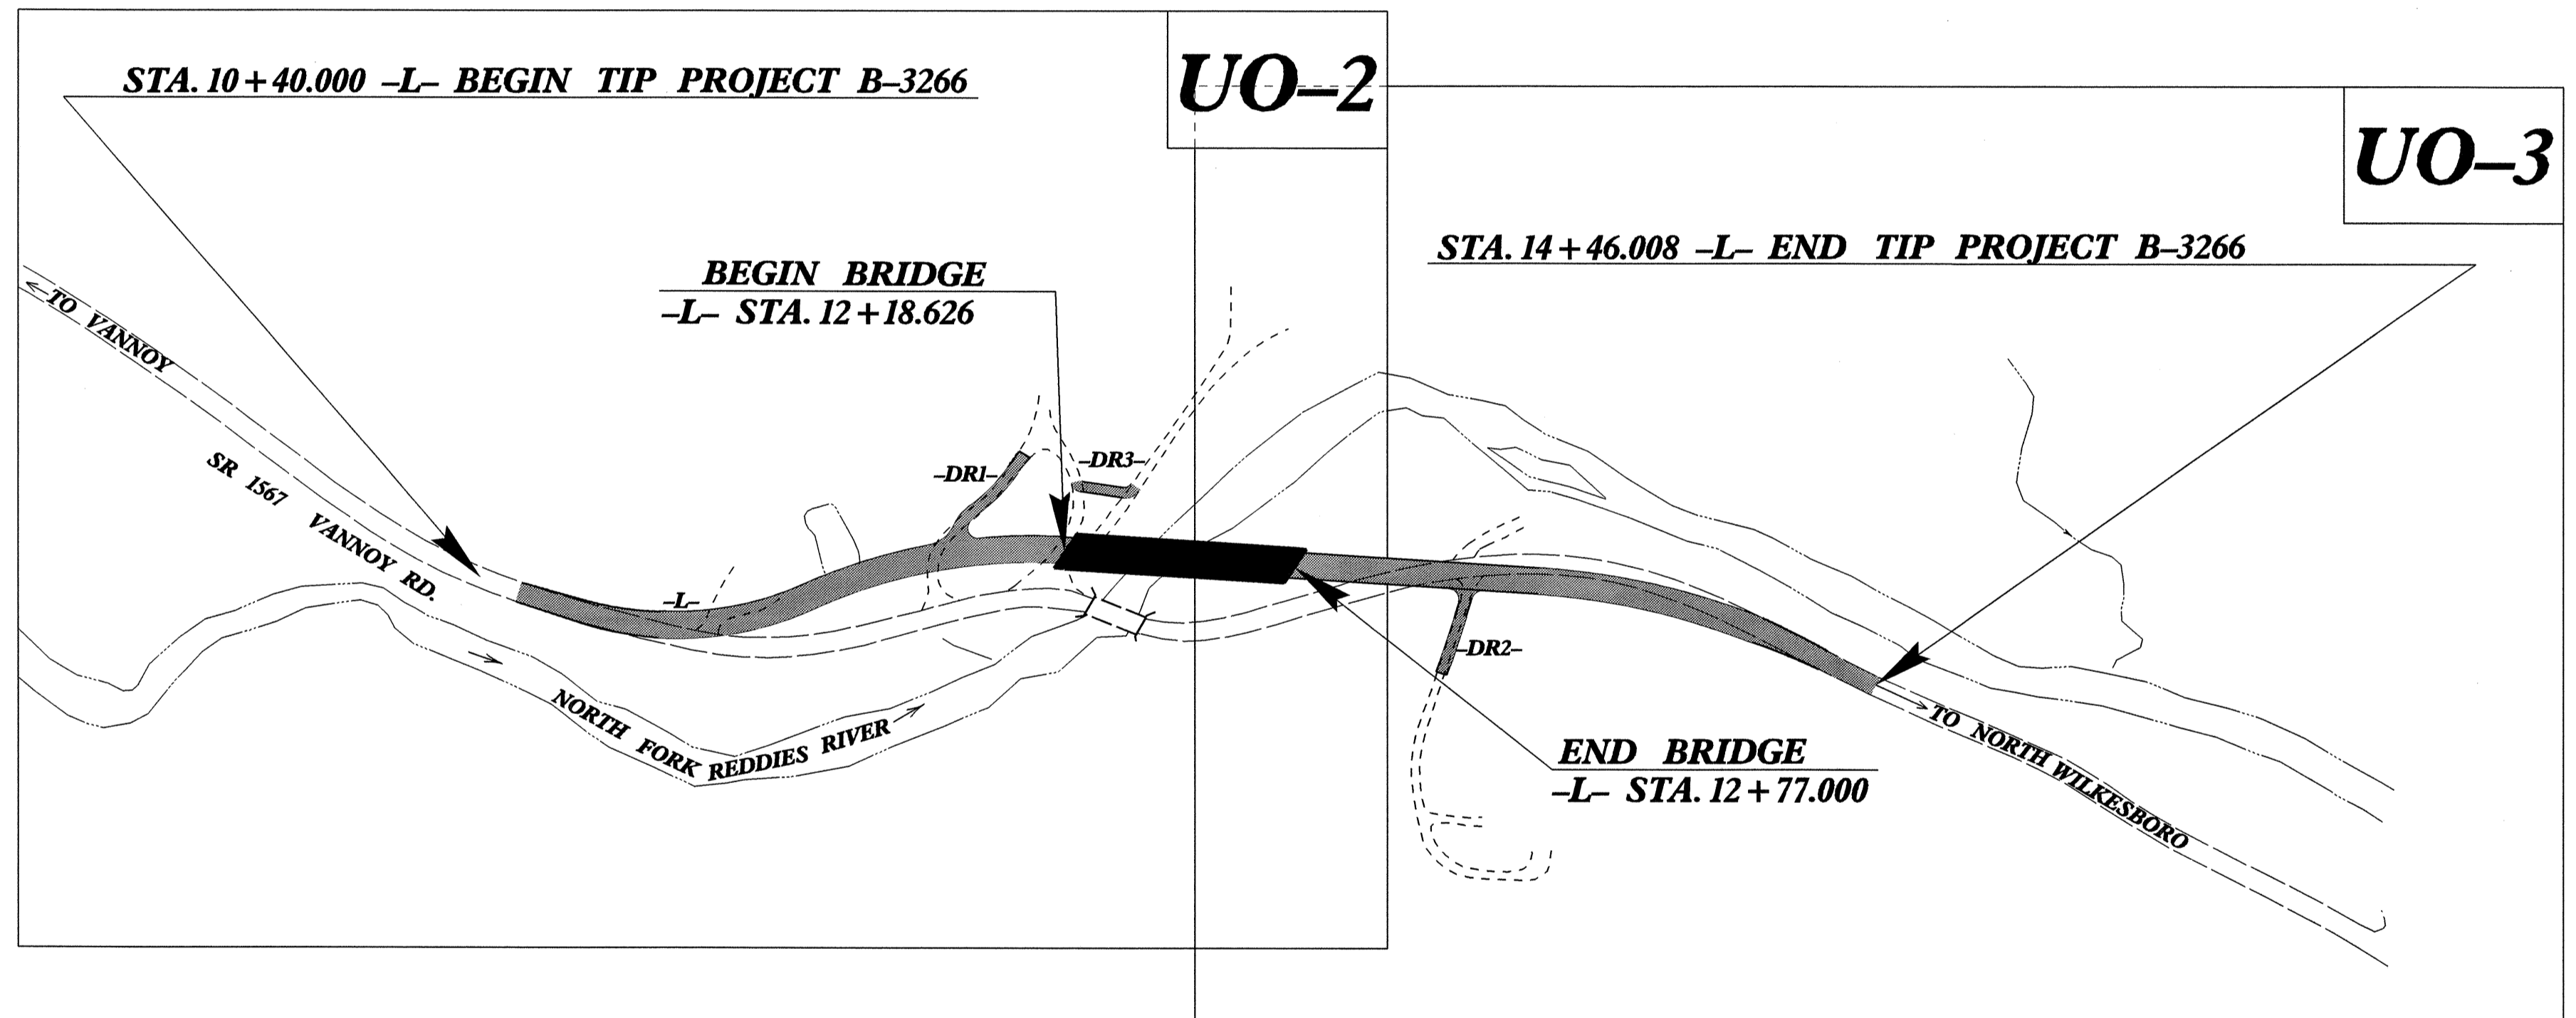 STA. 10+40.000 –L– BEGIN TIP PROJECT B–3266
UO–2
UO–3
STA. 14+46.008 –L– END TIP PROJECT B–3266
BEGIN BRIDGE
–L– STA. 12+18.626
←TO VANNOY
SR 1567 VANNOY RD.
–DR1–
–DR3–
–L–
–DR2–
NORTH FORK REDDIES RIVER
END BRIDGE
–L– STA. 12+77.000
TO NORTH WILKESBORO